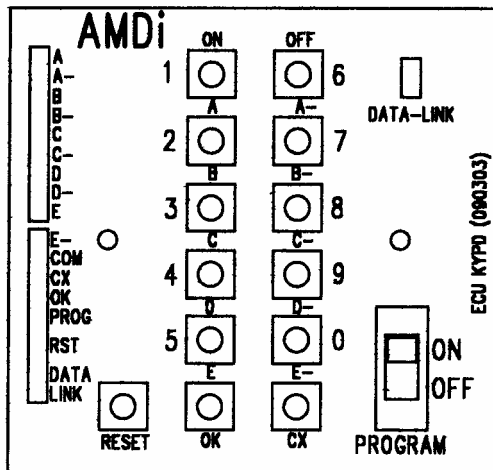 AMDi
ON OFF
A
A-
B
B-
C
C-
D
D-
E
E-
COM
CX
OK
PROG
RST
DATA
LINK
1 6
A A-
2 7
B B-
3 8
C C-
4 9
D D-
5 0
E E-
RESET OK CX
DATA-LINK
ECU KYPD (090303)
ON
OFF
PROGRAM